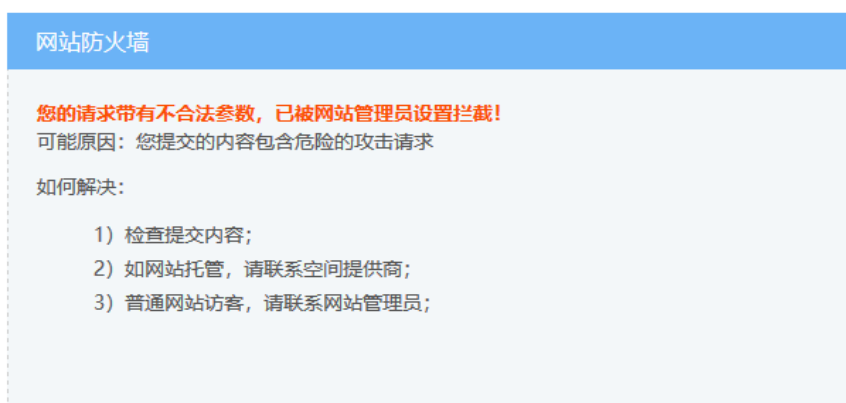 网站防火墙
您的请求带有不合法参数，已被网站管理员设置拦截！
可能原因：您提交的内容包含危险的攻击请求
如何解决：
1）检查提交内容；
2）如网站托管，请联系空间提供商；
3）普通网站访客，请联系网站管理员；